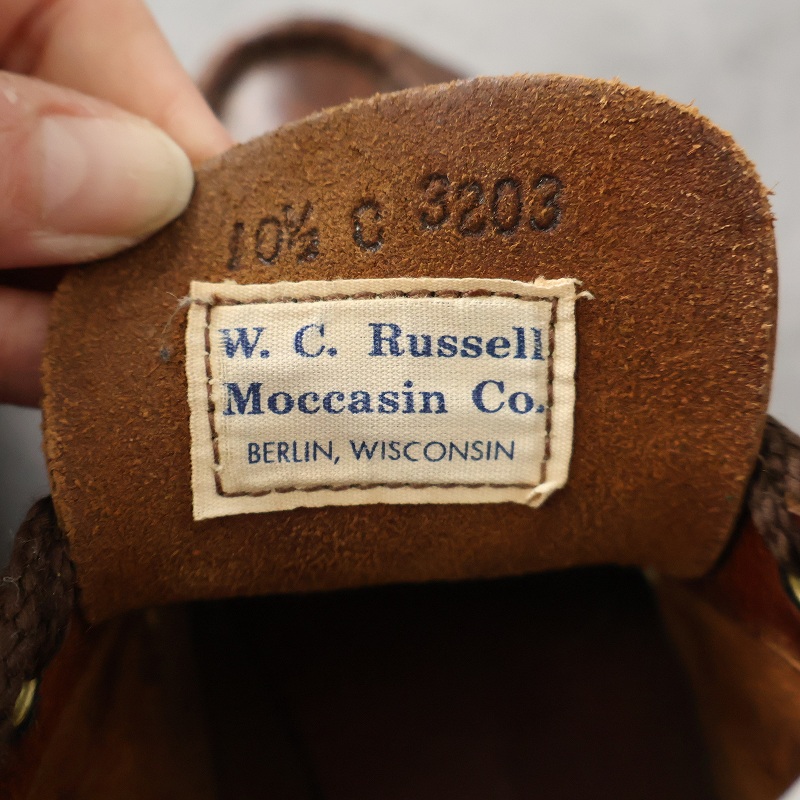 10½ C 3203
W. C. Russell
Moccasin Co.
BERLIN, WISCONSIN